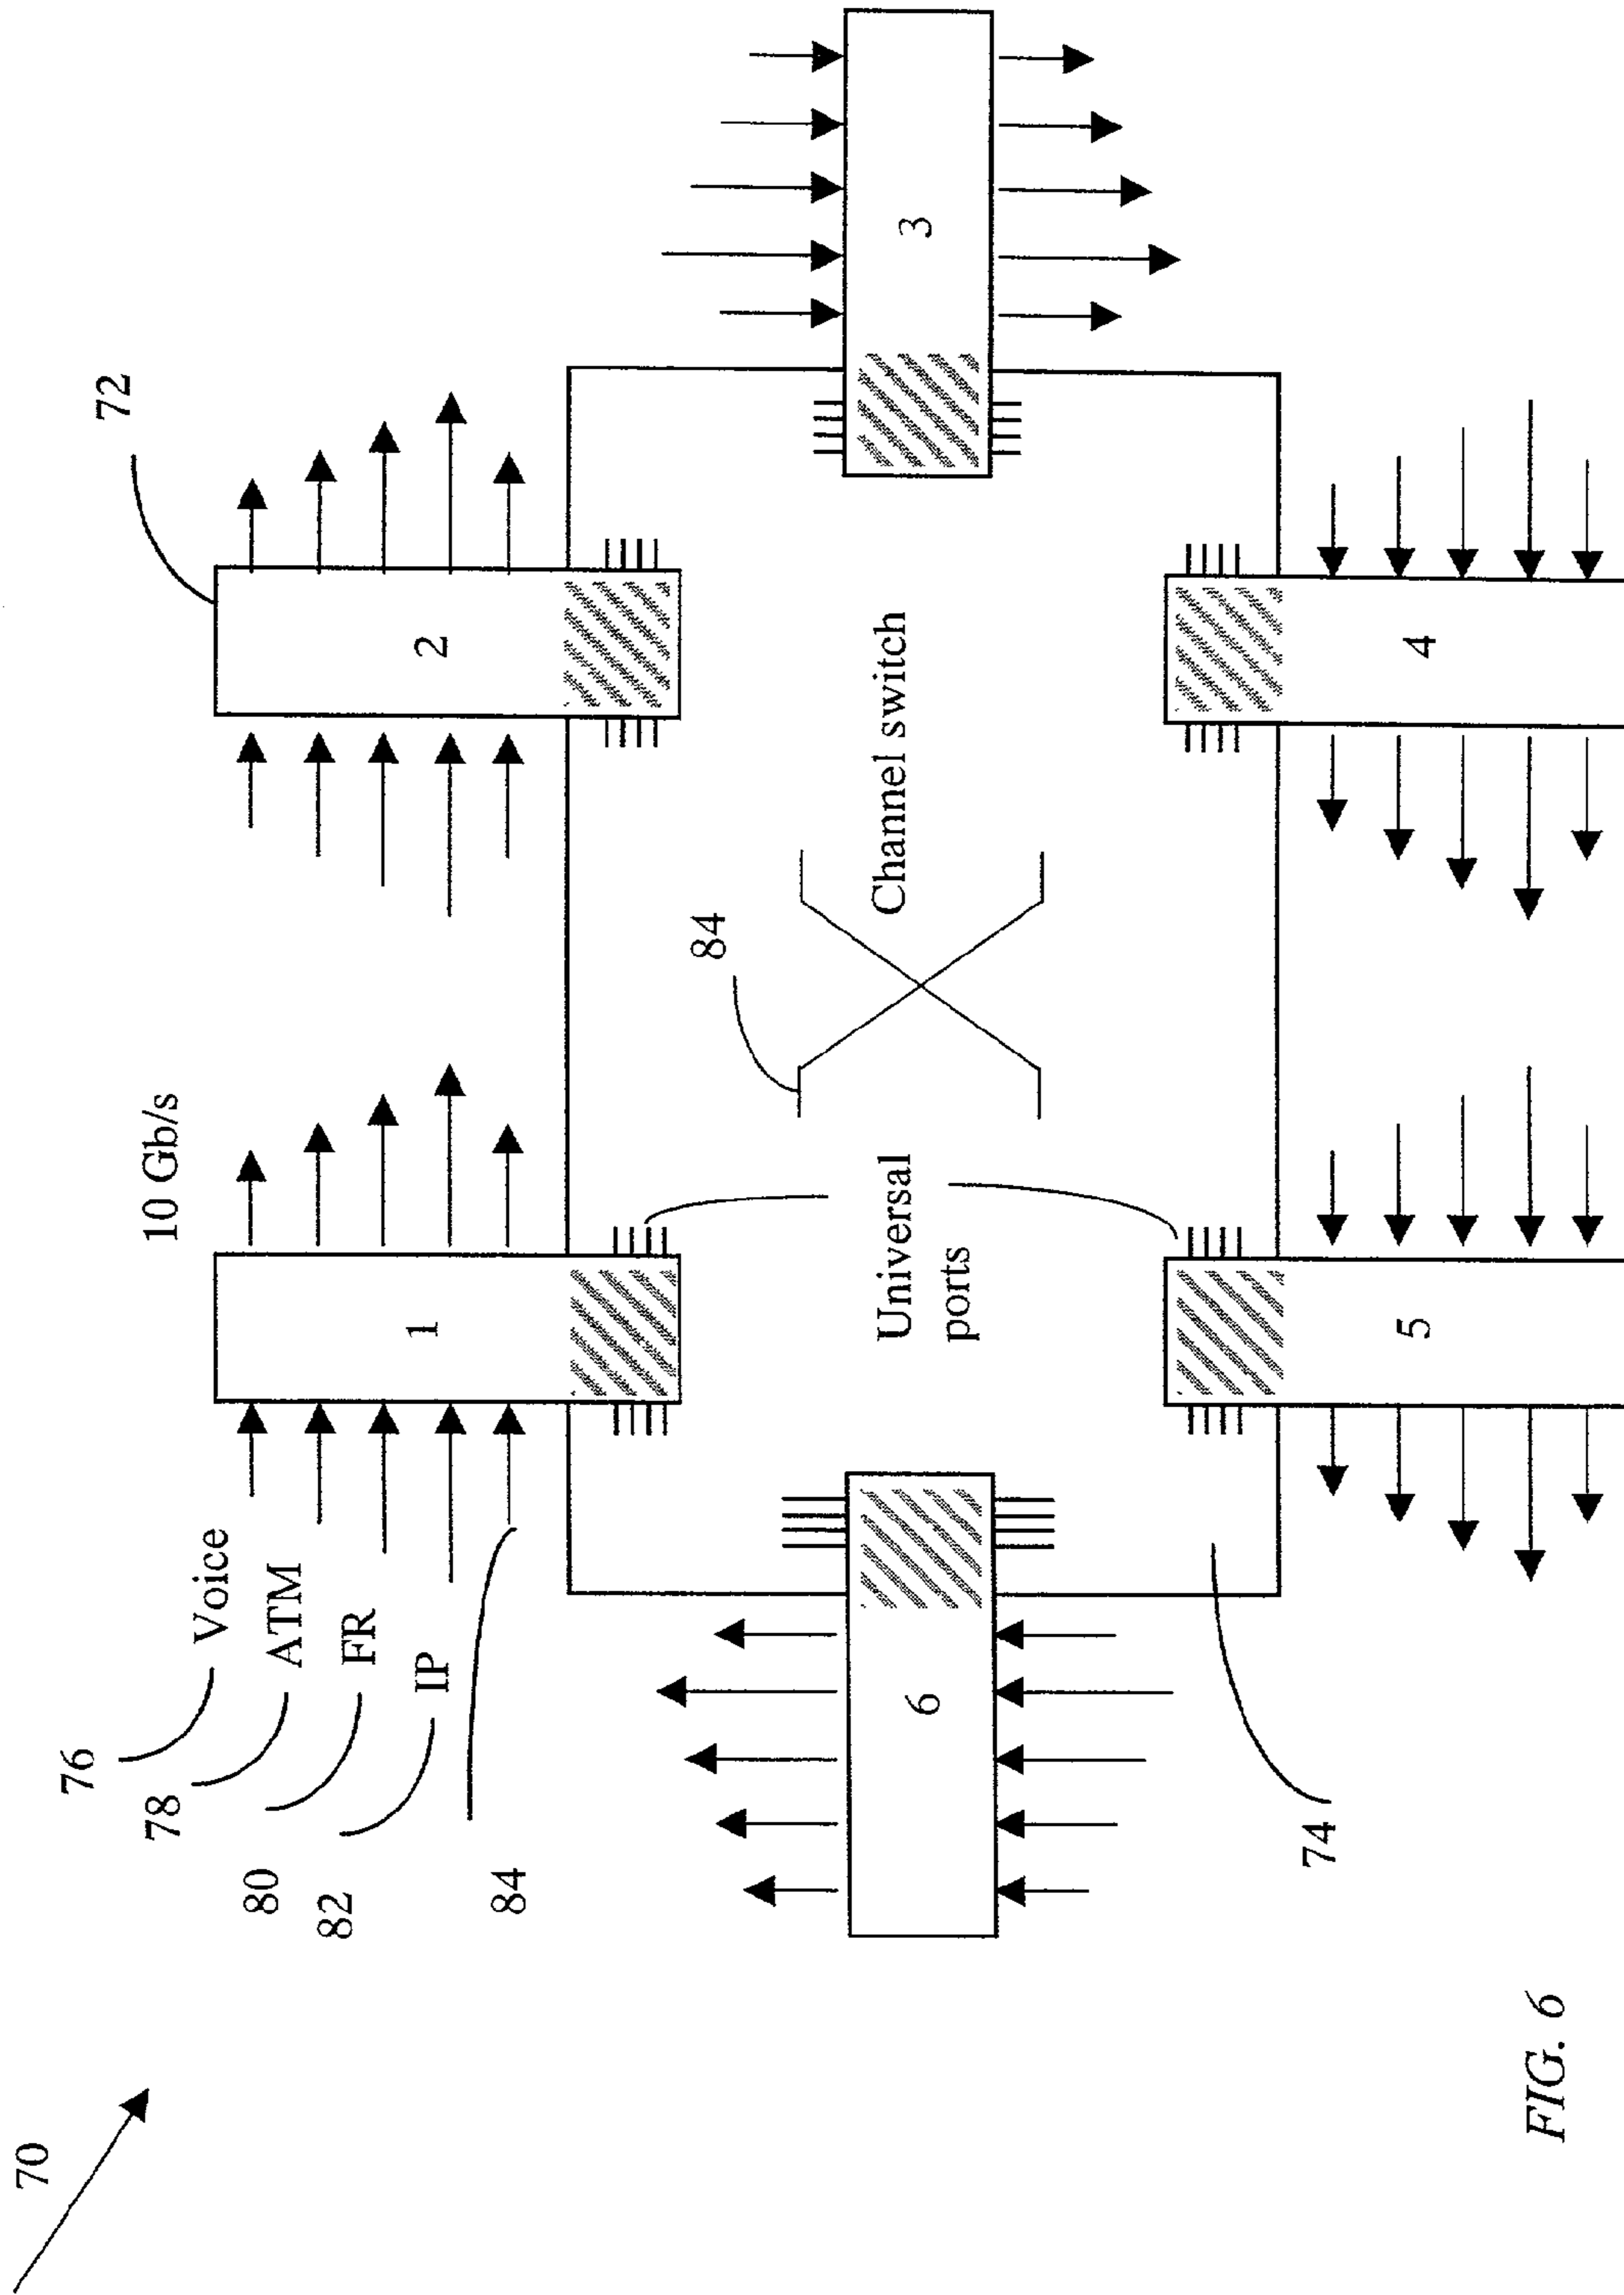 70
76
Voice
78
ATM
80
FR
82
IP
84
10 Gb/s
72
1
2
3
4
5
6
84
Channel switch
Universal
ports
74
FIG. 6